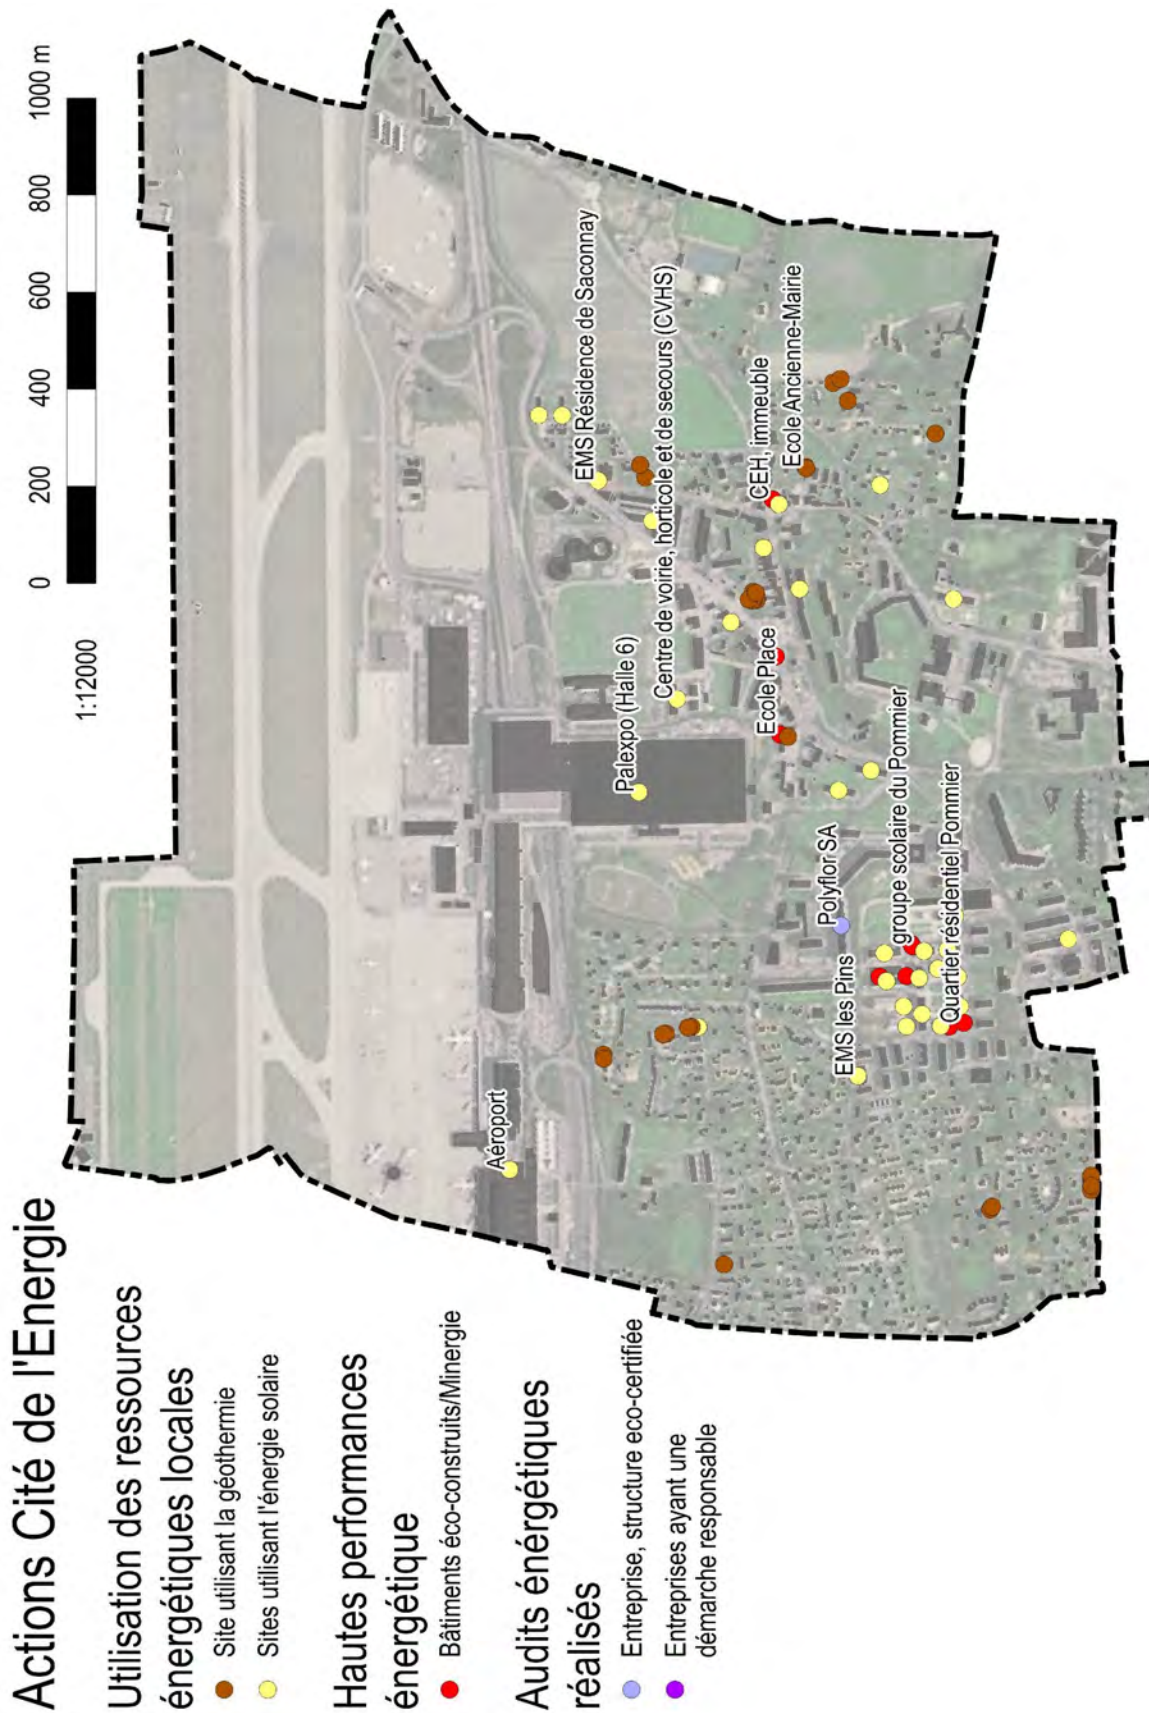 Actions Cité de l'Energie
Utilisation des ressources
énergétiques locales
Site utilisant la géothermie
Sites utilisant l'énergie solaire
Hautes performances
énergétique
Bâtiments éco-construits/Minergie
Audits énérgétiques
réalisés
Entreprise, structure eco-certifiée
Entreprises ayant une
démarche responsable
1:12000
0 200 400 600 800 1000 m
Aéroport
EMS Résidence de Saconnay
Palexpo (Halle 6)
Centre de voirie, horticole et de secours (CVHS)
CEH, immeuble
Ecole Place
Ecole Ancienne-Mairie
Polyflor SA
EMS les Pins
groupe scolaire du Pommier
Quartier résidentiel Pommier